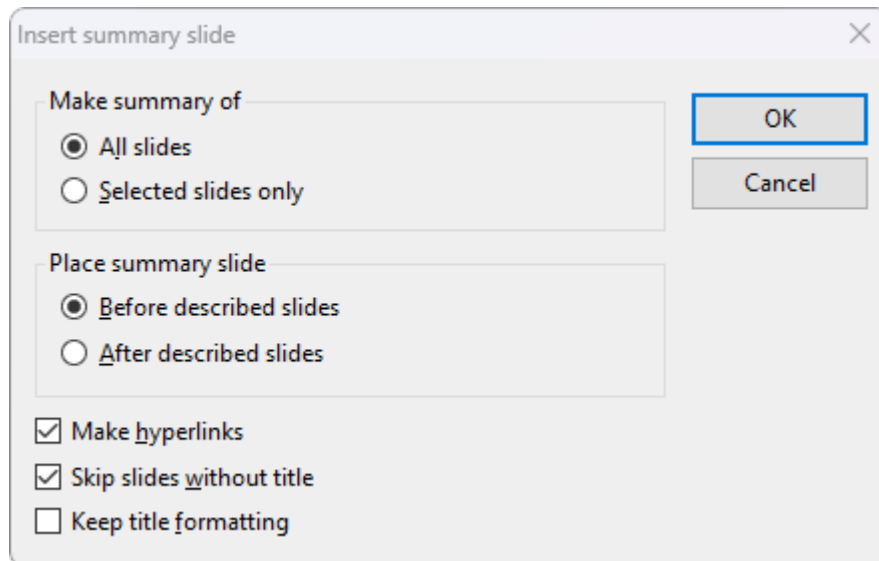 Insert summary slide
Make summary of
All slides
Selected slides only
OK
Cancel
Place summary slide
Before described slides
After described slides
Make hyperlinks
Skip slides without title
Keep title formatting